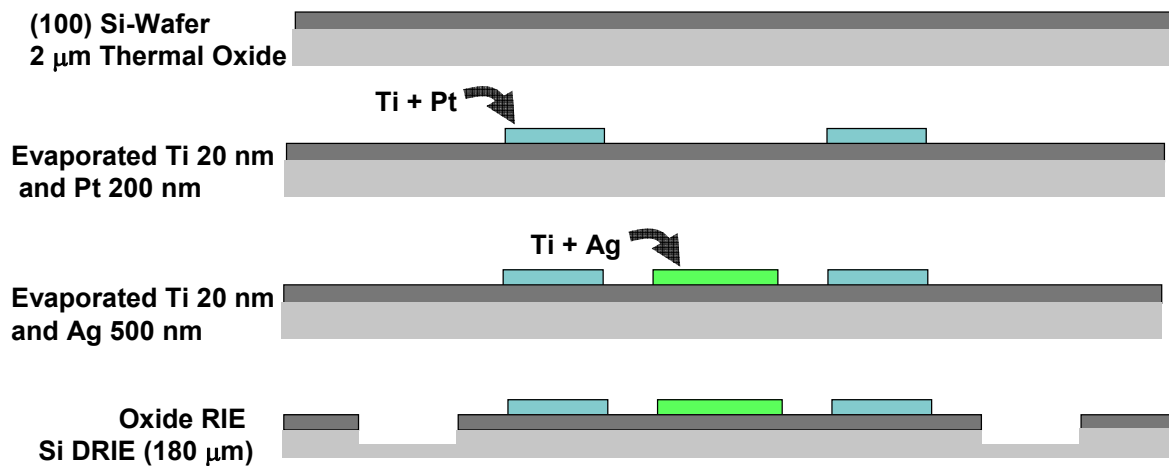 (100) Si-Wafer
2 μm Thermal Oxide
Ti + Pt
Evaporated Ti 20 nm
and Pt 200 nm
Ti + Ag
Evaporated Ti 20 nm
and Ag 500 nm
Oxide RIE
Si DRIE (180 μm)